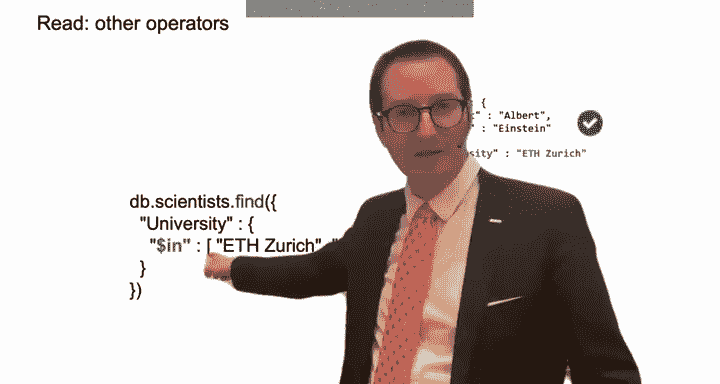 Read: other operators
{
" : "Albert",
" : "Einstein"
sity" : "ETH Zurich"
db.scientists.find({
"University" : {
"$in" : [ "ETH Zurich", "
}
})